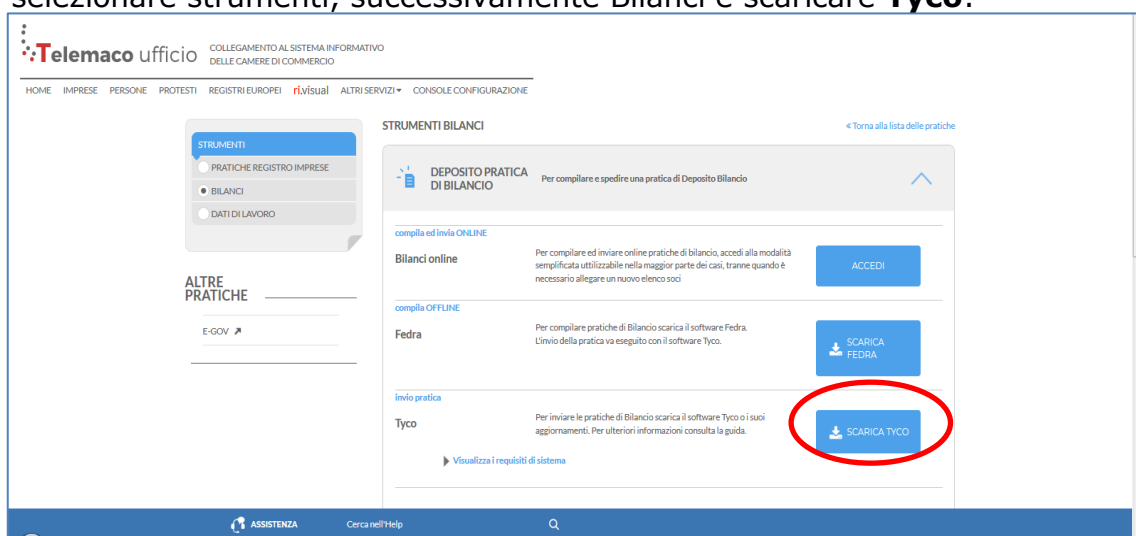 selezionare strumenti, successivamente Bilanci e scaricare Tyco.
Telemaco ufficio
COLLEGAMENTO AL SISTEMA INFORMATIVO
DELLE CAMERE DI COMMERCIO
HOME IMPRESE PERSONE PROTESTI REGISTRI EUROPEI ri.visual ALTRI SERVIZI CONSOLE CONFIGURAZIONE
STRUMENTI
PRATICHE REGISTRO IMPRESE
BILANCI
DATI DI LAVORO
ALTRE
PRATICHE
E-GOV
STRUMENTI BILANCI
« Torna alla lista delle pratiche
DEPOSITO PRATICA
DI BILANCIO
Per compilare e spedire una pratica di Deposito Bilancio
compila ed invia ONLINE
Bilanci online
Per compilare ed inviare online pratiche di bilancio, accedi alla modalità
semplificata uttilizzabile nella maggior parte dei casi, tranne quando è
necessario allegare un nuovo elenco soci
ACCEDI
compila OFFLINE
Fedra
Per compilare pratiche di Bilancio scarica il software Fedra.
L'invio della pratica va eseguito con il software Tyco.
SCARICA
FEDRA
invio pratica
Tyco
Per inviare le pratiche di Bilancio scarica il software Tyco o i suoi
aggiornamenti. Per ulteriori informazioni consulta la guida.
SCARICA TYCO
Visualizza i requisiti di sistema
ASSISTENZA
Cerca nell'Help